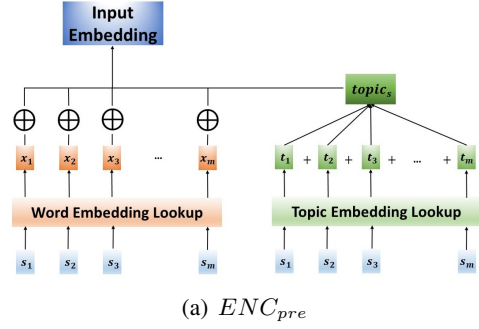 Input
Embedding
topic_s
⊕ ⊕ ⊕ ⊕
x_1 x_2 x_3 ... x_m
t_1 + t_2 + t_3 + ... + t_m
Word Embedding Lookup
Topic Embedding Lookup
s_1 s_2 s_3 s_m
s_1 s_2 s_3 s_m
(a) ENC_pre